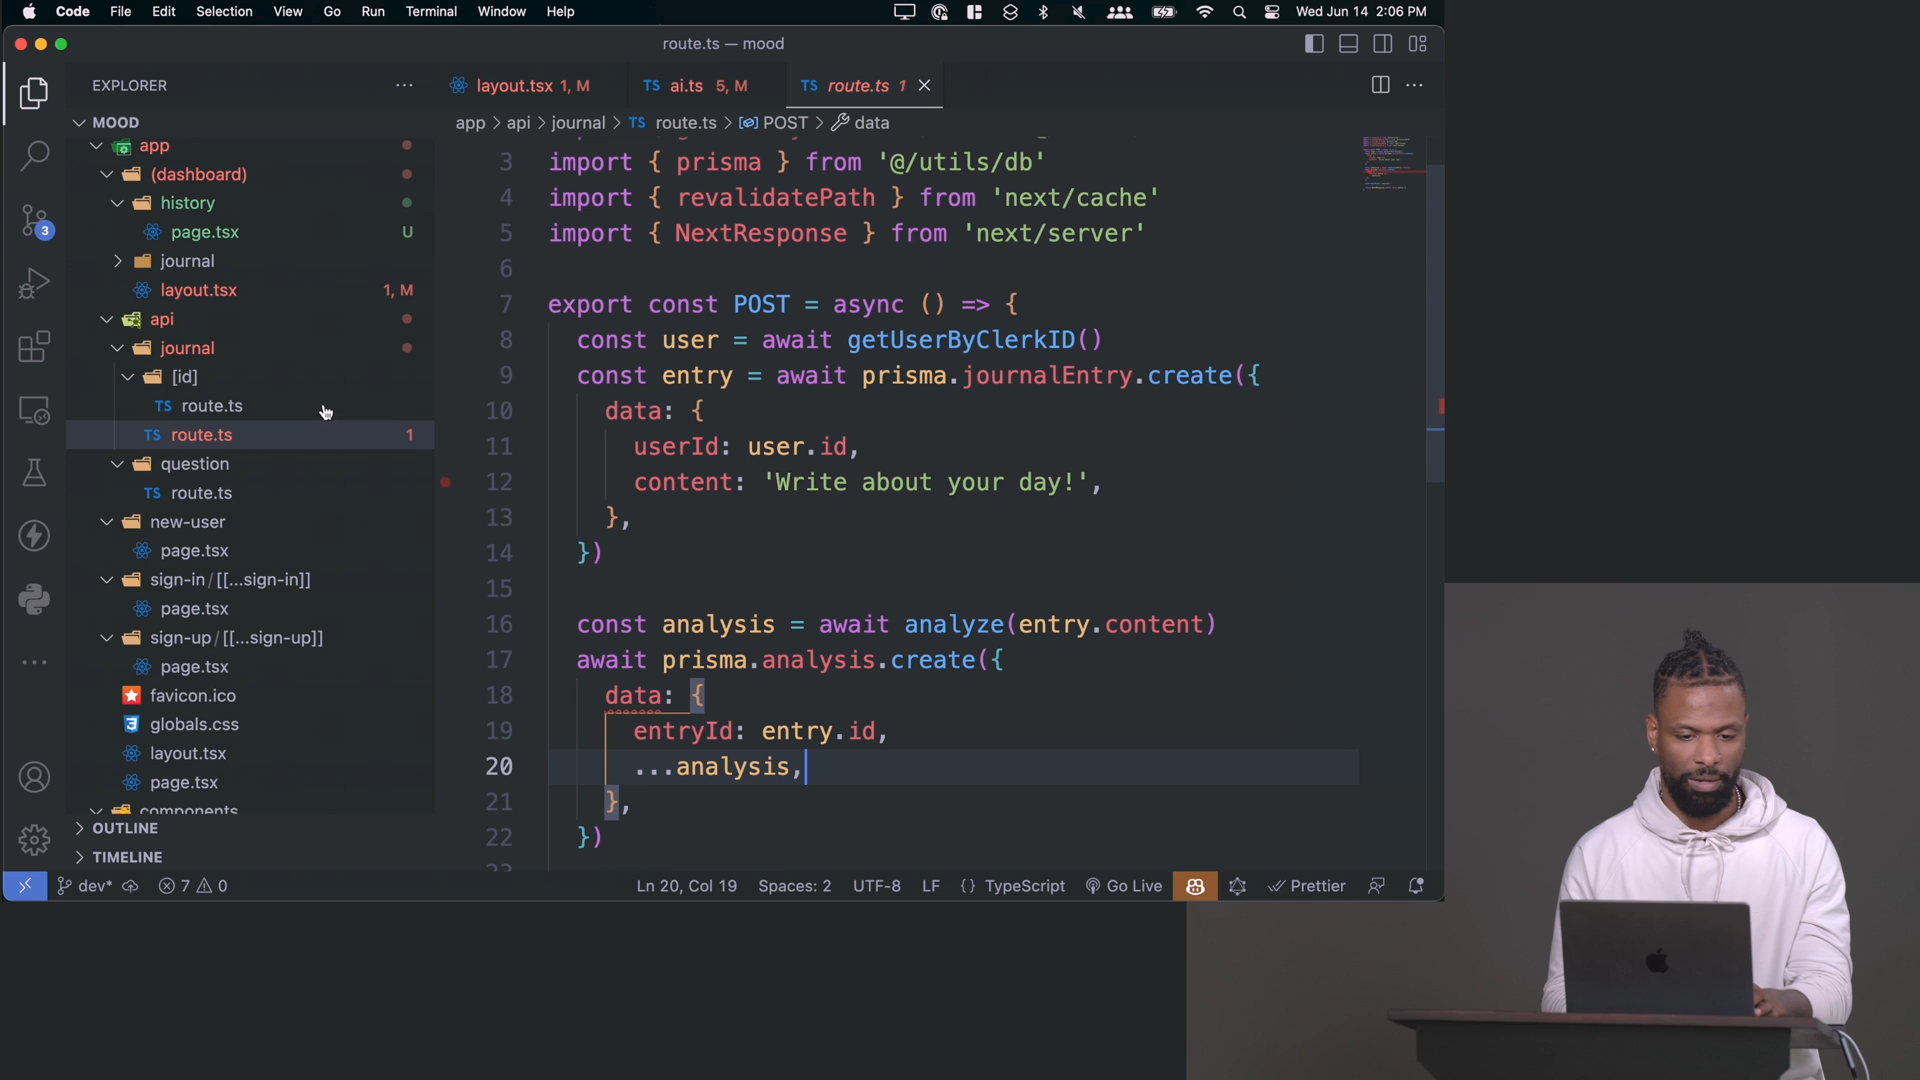 Code File Edit Selection View Go Run Terminal Window Help Wed Jun 14 2:06 PM
route.ts — mood
EXPLORER
layout.tsx 1, M
TS ai.ts 5, M
TS route.ts 1
MOOD
app > api > journal > TS route.ts > POST > data
app
(dashboard)
history
page.tsx U
journal
layout.tsx 1, M
api
journal
[id]
TS route.ts
TS route.ts 1
question
TS route.ts
new-user
page.tsx
sign-in/[[...sign-in]]
page.tsx
sign-up/[[...sign-up]]
page.tsx
favicon.ico
globals.css
layout.tsx
page.tsx
components
OUTLINE
TIMELINE
3
3 import { prisma } from '@/utils/db'
4 import { revalidatePath } from 'next/cache'
5 import { NextResponse } from 'next/server'
6
7 export const POST = async () => {
8 const user = await getUserByClerkID()
9 const entry = await prisma.journalEntry.create({
10 data: {
11 userId: user.id,
12 content: 'Write about your day!',
13 },
14 })
15
16 const analysis = await analyze(entry.content)
17 await prisma.analysis.create({
18 data: {
19 entryId: entry.id,
20 ...analysis,
21 },
22 })
23
dev* 7 0 Ln 20, Col 19 Spaces: 2 UTF-8 LF {} TypeScript Go Live Prettier